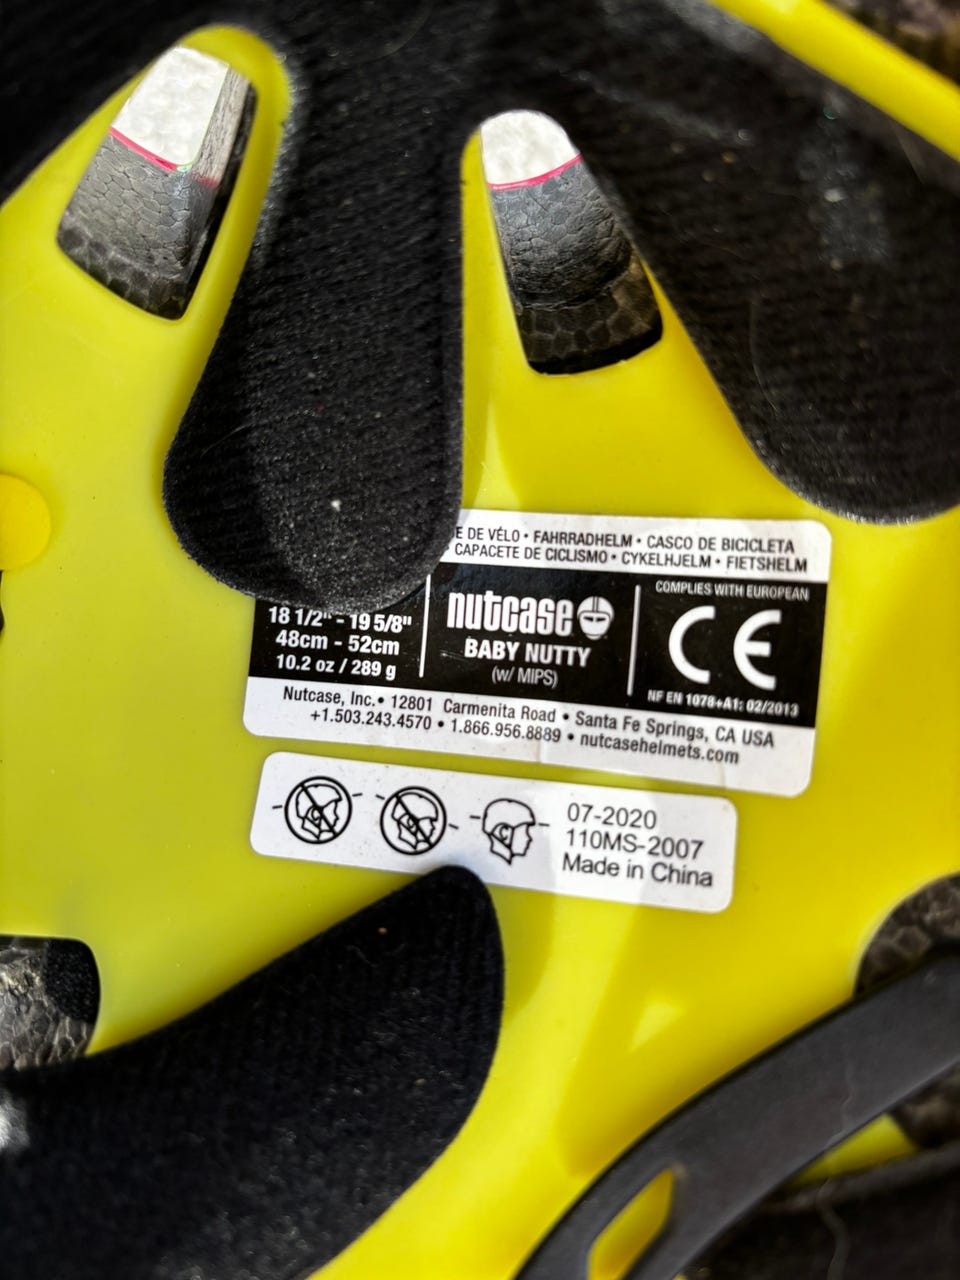 DE VÉLO • FAHRRADHELM • CASCO DE BICICLETA
CAPACETE DE CICLISMO • CYKELHJELM • FIETSHELM
18 1/2" - 19 5/8"
48cm - 52cm
10.2 oz / 289 g
nutcase
BABY NUTTY
(w/ MIPS)
COMPLIES WITH EUROPEAN
CE
NF EN 1078+A1: 02/2013
Nutcase, Inc. • 12801 Carmenita Road • Santa Fe Springs, CA USA
+1.503.243.4570 • 1.866.956.8889 • nutcasehelmets.com
07-2020
110MS-2007
Made in China